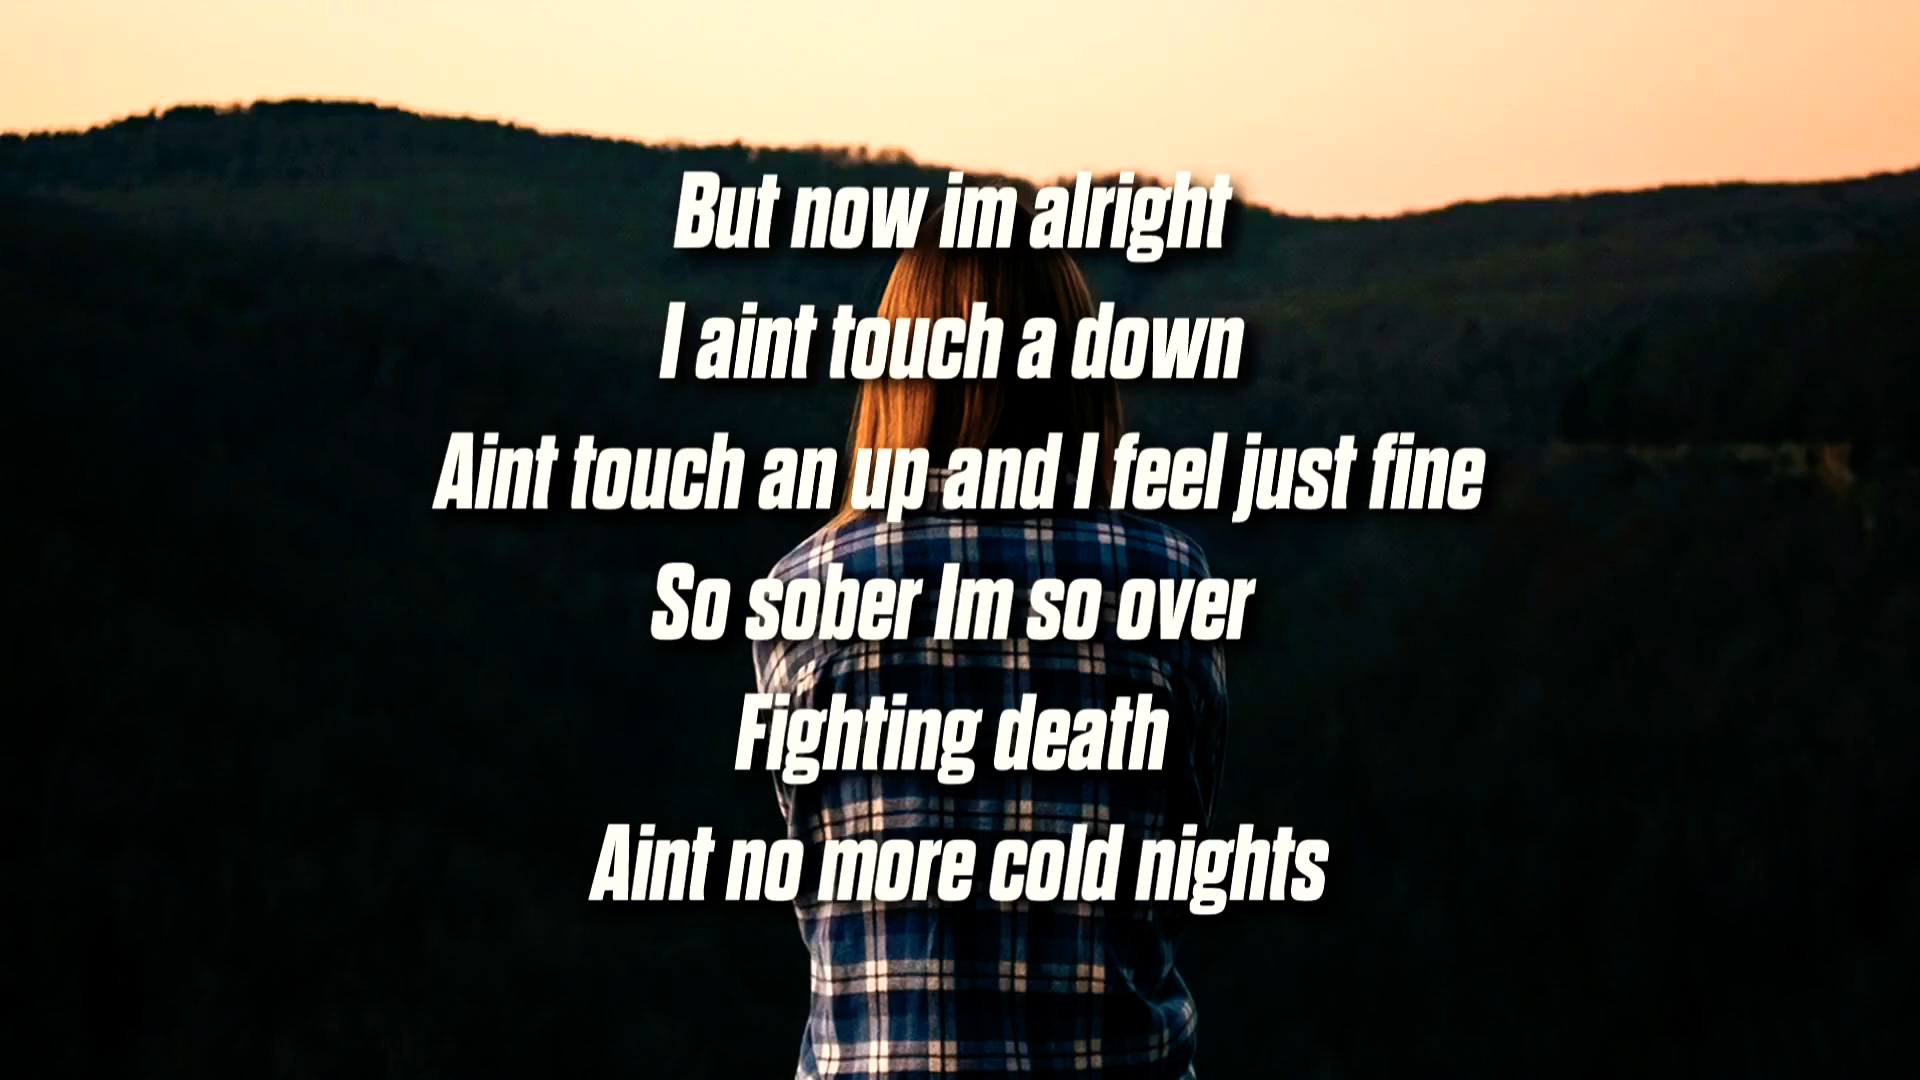 But now im alright
I aint touch a down
Aint touch an up and I feel just fine
So sober Im so over
Fighting death
Aint no more cold nights